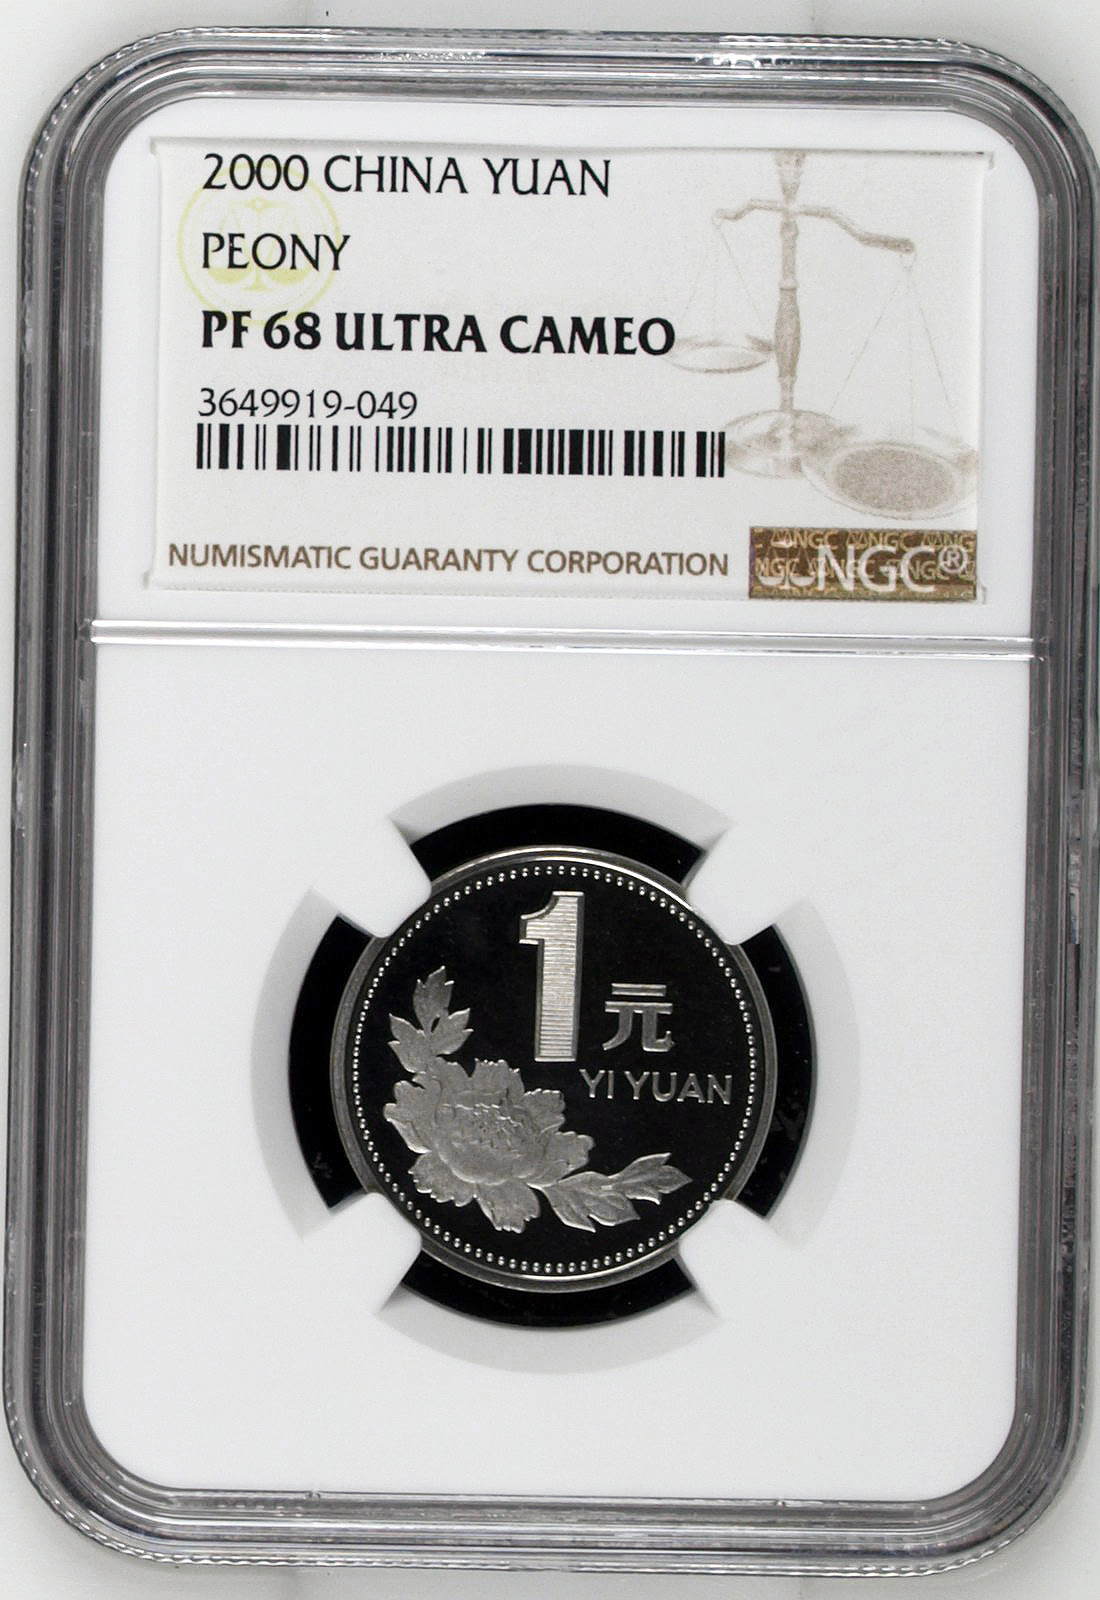 2000 CHINA YUAN
PEONY
PF 68 ULTRA CAMEO
3649919-049
NUMISMATIC GUARANTY CORPORATION
NGC®
1
元
YI YUAN